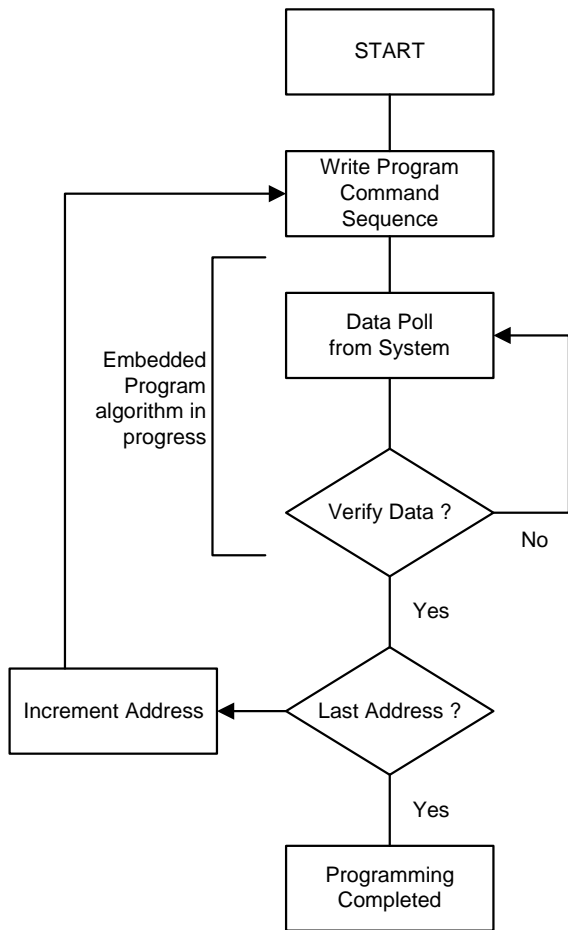 START
Write Program
Command
Sequence
Data Poll
from System
Embedded
Program
algorithm in
progress
Verify Data ?
No
Yes
Increment Address
Last Address ?
Yes
Programming
Completed